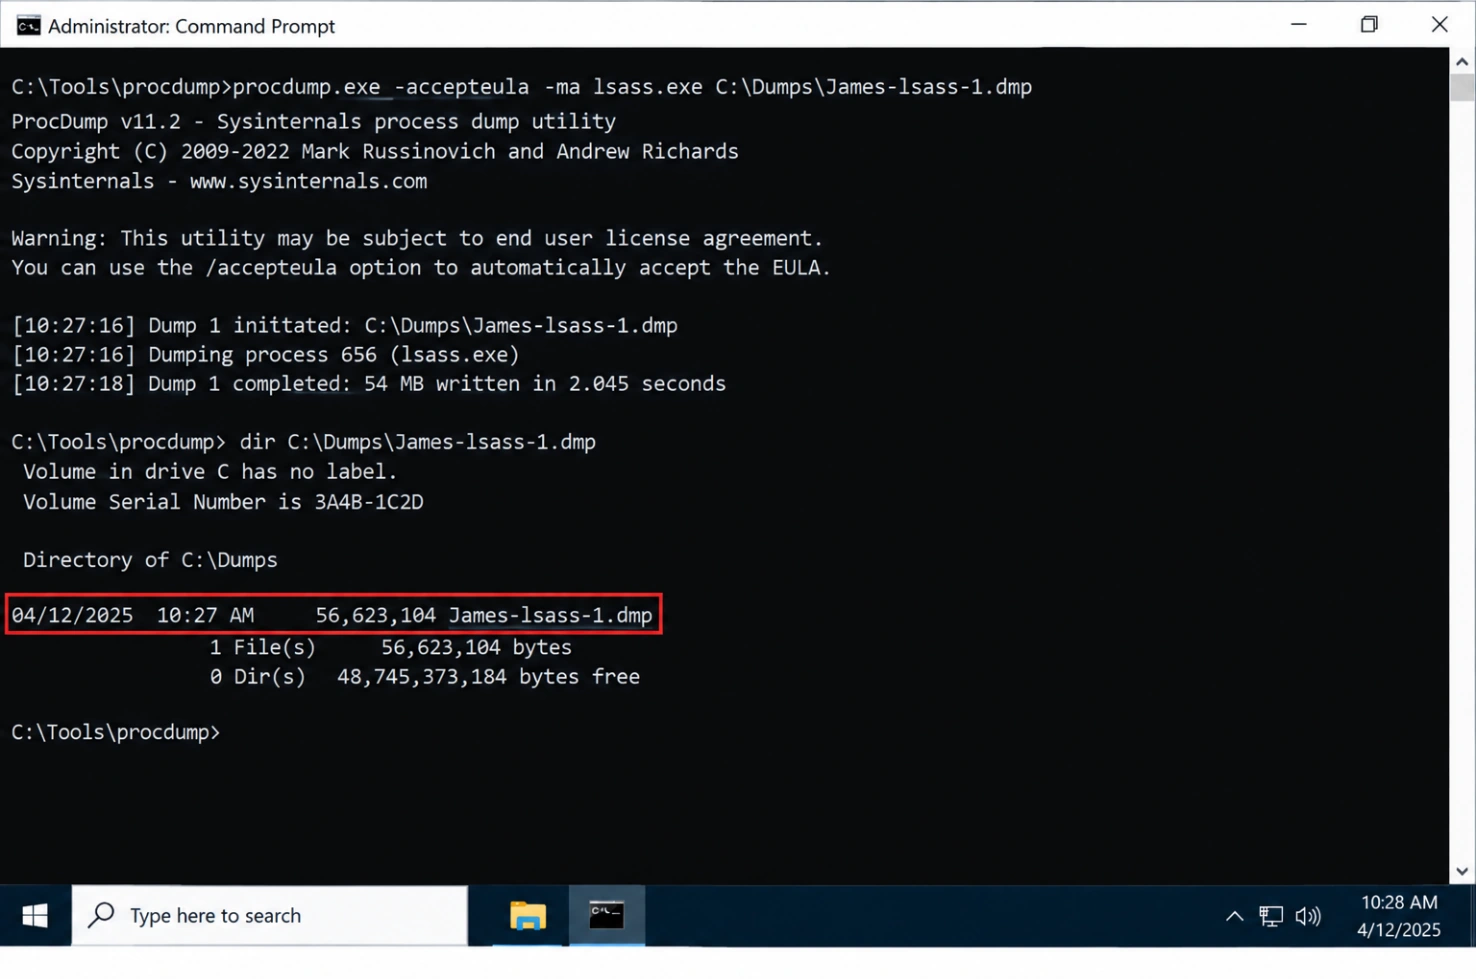 Administrator: Command Prompt
C:\Tools\procdump>procdump.exe -accepteula -ma lsass.exe C:\Dumps\James-lsass-1.dmp
ProcDump v11.2 - Sysinternals process dump utility
Copyright (C) 2009-2022 Mark Russinovich and Andrew Richards
Sysinternals - www.sysinternals.com
Warning: This utility may be subject to end user license agreement.
You can use the /accepteula option to automatically accept the EULA.
[10:27:16] Dump 1 inittated: C:\Dumps\James-lsass-1.dmp
[10:27:16] Dumping process 656 (lsass.exe)
[10:27:18] Dump 1 completed: 54 MB written in 2.045 seconds
C:\Tools\procdump> dir C:\Dumps\James-lsass-1.dmp
Volume in drive C has no label.
Volume Serial Number is 3A4B-1C2D
Directory of C:\Dumps
04/12/2025 10:27 AM 56,623,104 James-lsass-1.dmp
1 File(s) 56,623,104 bytes
0 Dir(s) 48,745,373,184 bytes free
C:\Tools\procdump>
Type here to search
10:28 AM
4/12/2025